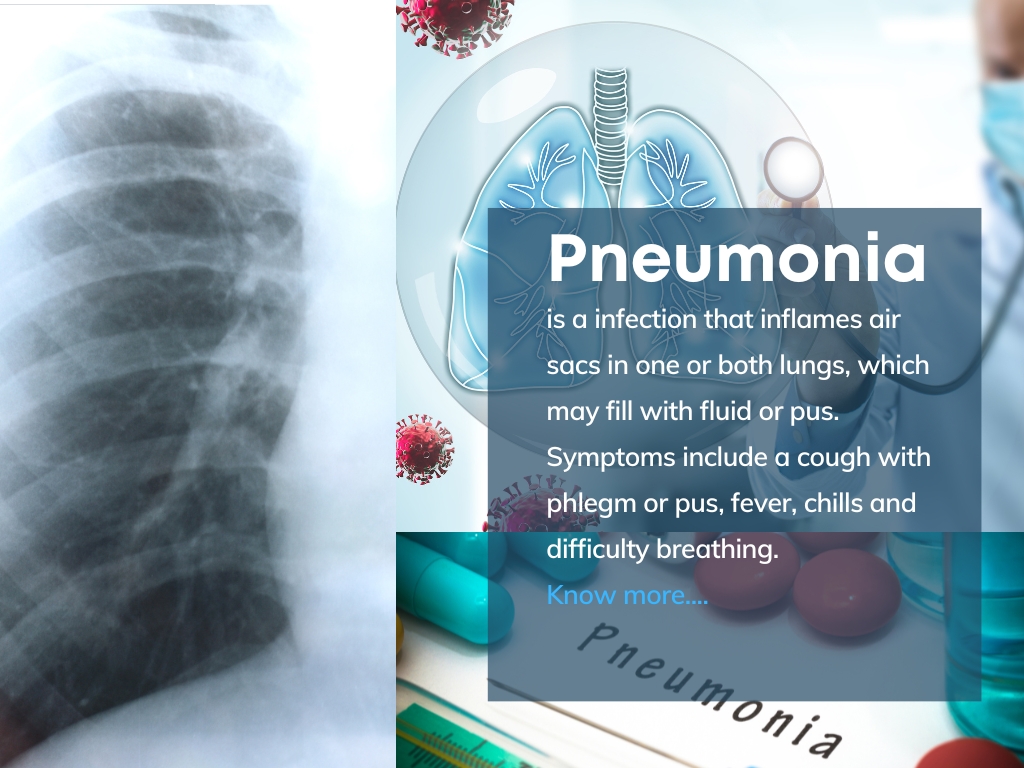 Pneumonia
is a infection that inflames air
sacs in one or both lungs, which
may fill with fluid or pus.
Symptoms include a cough with
phlegm or pus, fever, chills and
difficulty breathing.
Know more....
Pneumonia